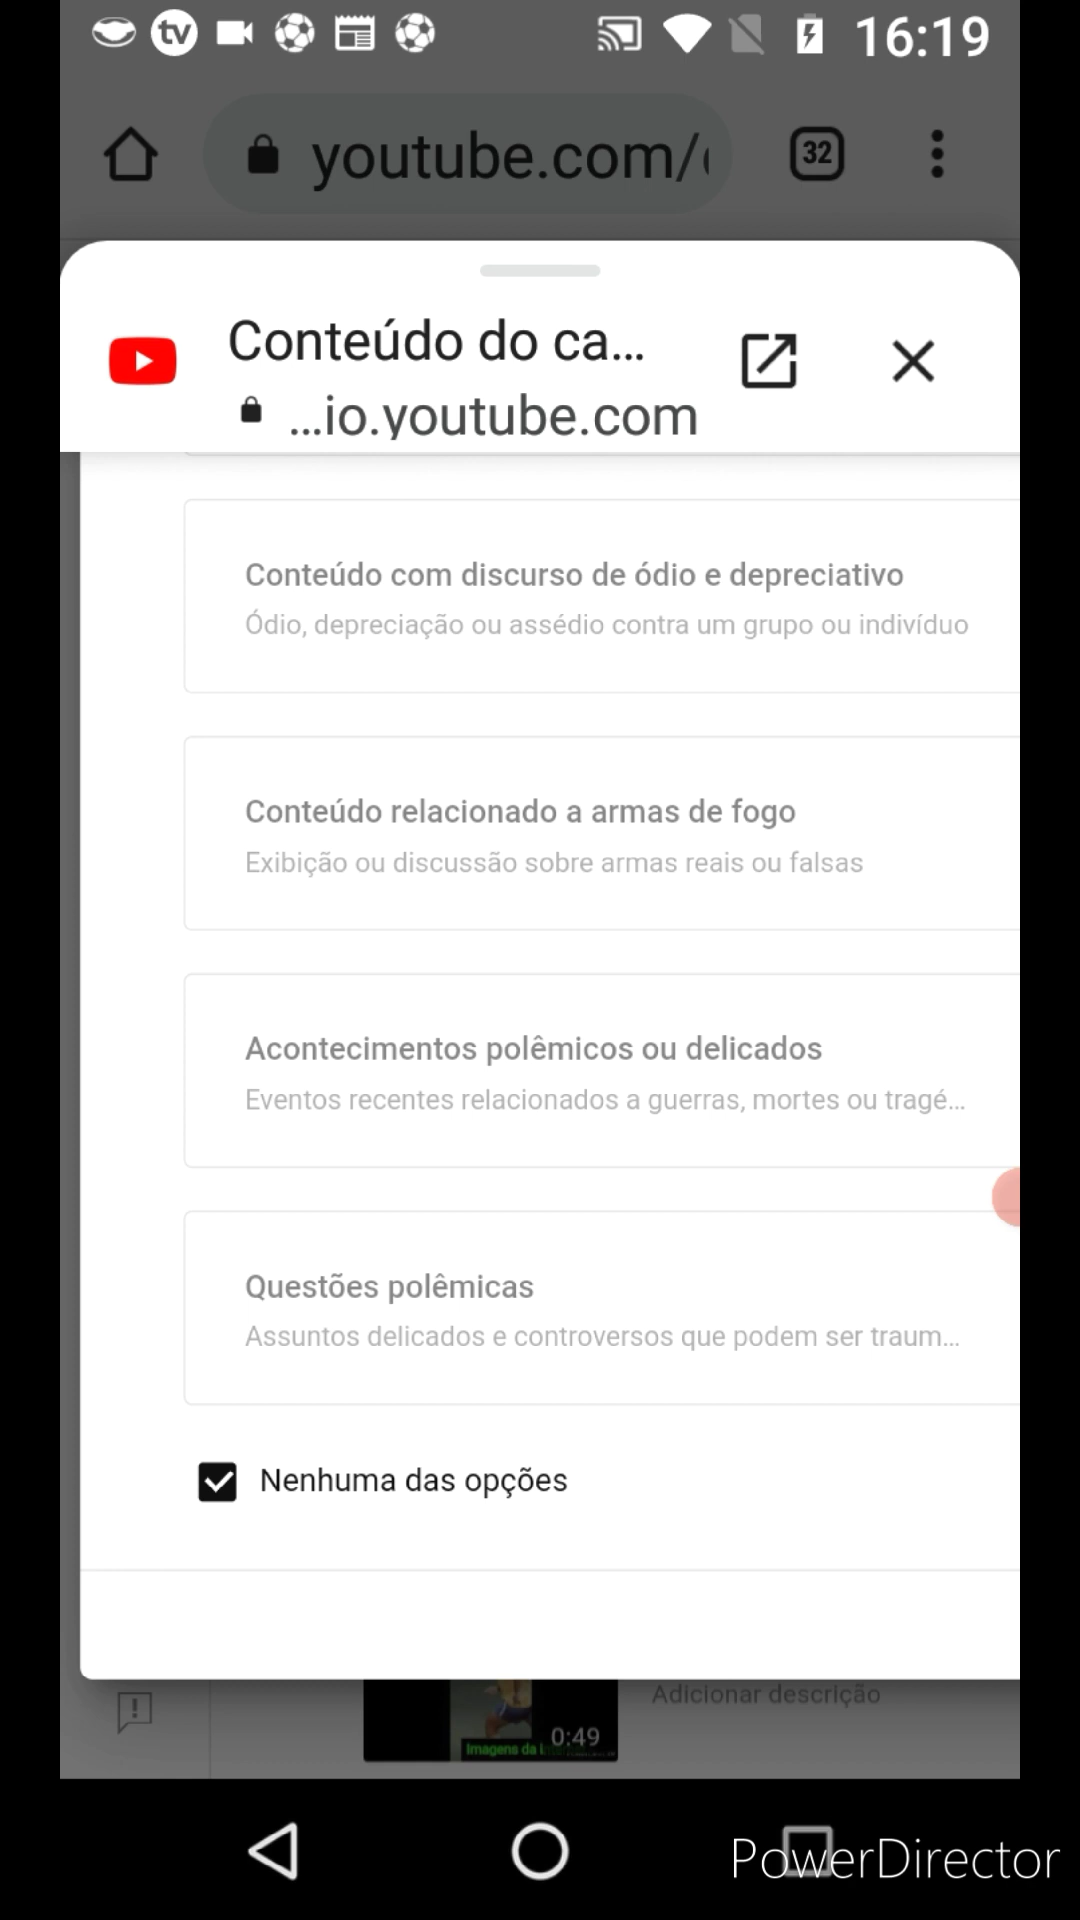 tv
16:19
youtube.com/
32
Conteúdo do ca...
...io.youtube.com
Conteúdo com discurso de ódio e depreciativo
Ódio, depreciação ou assédio contra um grupo ou indivíduo
Conteúdo relacionado a armas de fogo
Exibição ou discussão sobre armas reais ou falsas
Acontecimentos polêmicos ou delicados
Eventos recentes relacionados a guerras, mortes ou tragé...
Questões polêmicas
Assuntos delicados e controversos que podem ser traum...
Nenhuma das opções
Adicionar descrição
0:49
Imagens da
PowerDirector